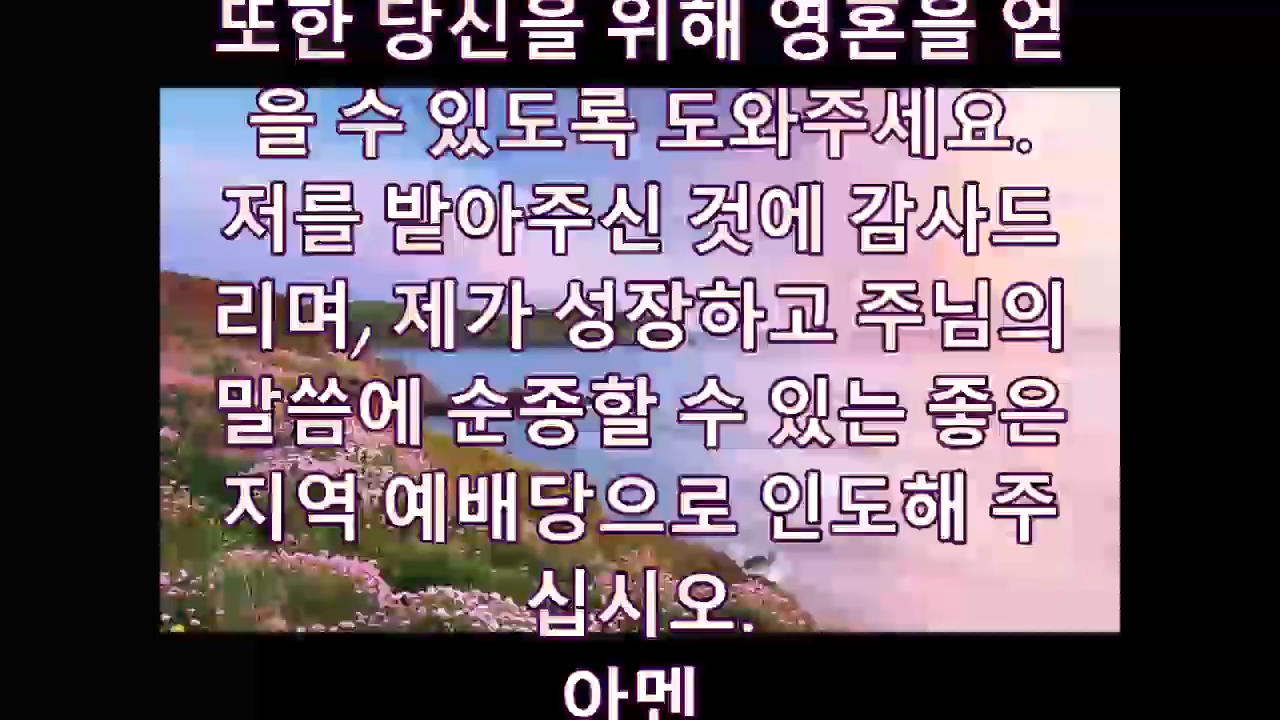 또한 당신을 위해 영혼을 얻
을 수 있도록 도와주세요.
저를 받아주신 것에 감사드
리며, 제가 성장하고 주님의
말씀에 순종할 수 있는 좋은
지역 예배당으로 인도해 주
십시오.
아멘